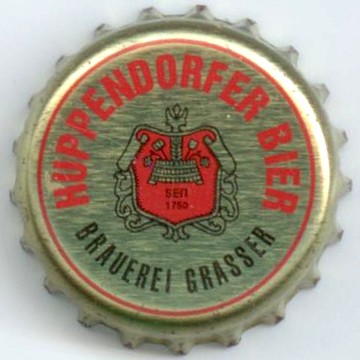 HUPPENDORFER BIER
SEIT
1750
BRAUEREI GRASSER